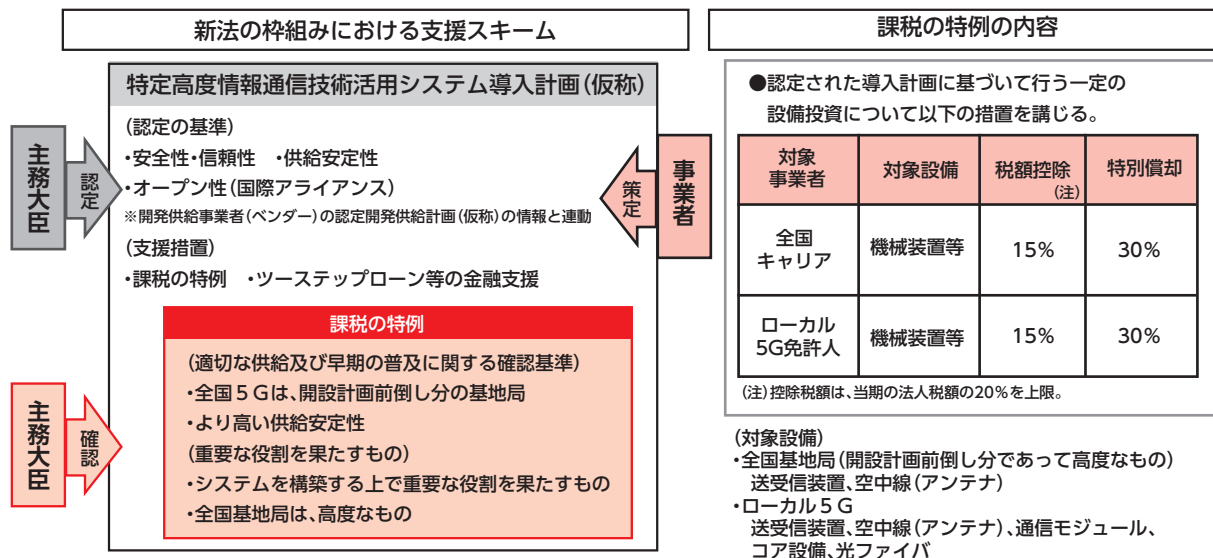 新法の枠組みにおける支援スキーム
特定高度情報通信技術活用システム導入計画(仮称)
主務大臣
認定
(認定の基準)
・安全性・信頼性 ・供給安定性
・オープン性(国際アライアンス)
※開発供給事業者(ベンダー)の認定開発供給計画(仮称)の情報と連動
(支援措置)
・課税の特例 ・ツーステップローン等の金融支援
策定
事業者
主務大臣
確認
課税の特例
(適切な供給及び早期の普及に関する確認基準)
・全国5Gは、開設計画前倒し分の基地局
・より高い供給安定性
(重要な役割を果たすもの)
・システムを構築する上で重要な役割を果たすもの
・全国基地局は、高度なもの
課税の特例の内容
●認定された導入計画に基づいて行う一定の
設備投資について以下の措置を講じる。
対象
事業者
対象設備
税額控除
(注)
特別償却
全国
キャリア
機械装置等
15%
30%
ローカル
5G免許人
機械装置等
15%
30%
(注)控除税額は、当期の法人税額の20%を上限。
(対象設備)
・全国基地局(開設計画前倒し分であって高度なもの)
送受信装置、空中線(アンテナ)
・ローカル5G
送受信装置、空中線(アンテナ)、通信モジュール、
コア設備、光ファイバ